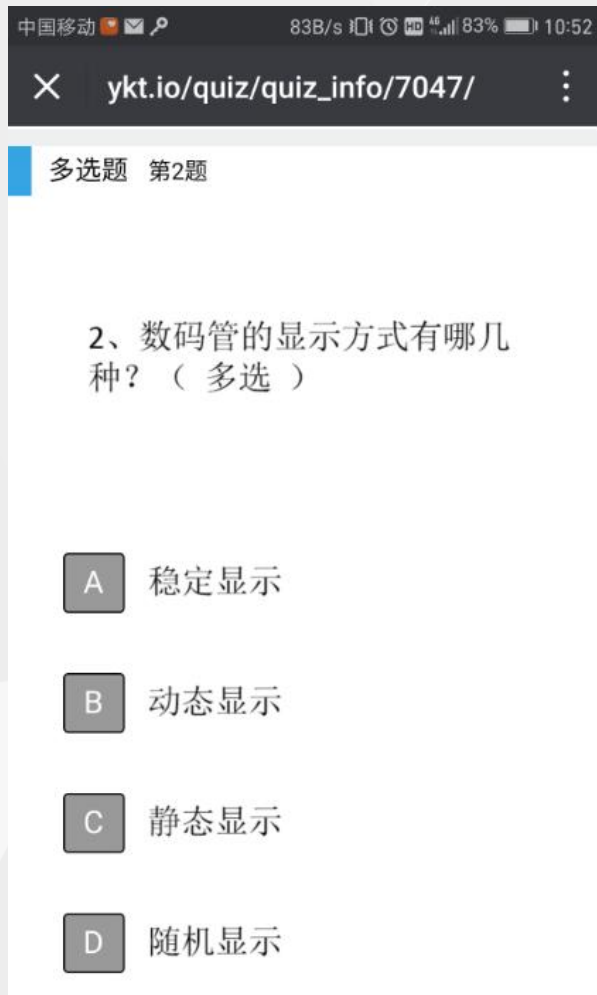 中国移动 83B/s HD 46 83% 10:52
ykt.io/quiz/quiz_info/7047/
多选题 第2题
2、数码管的显示方式有哪几
种？（ 多选 ）
A 稳定显示
B 动态显示
C 静态显示
D 随机显示